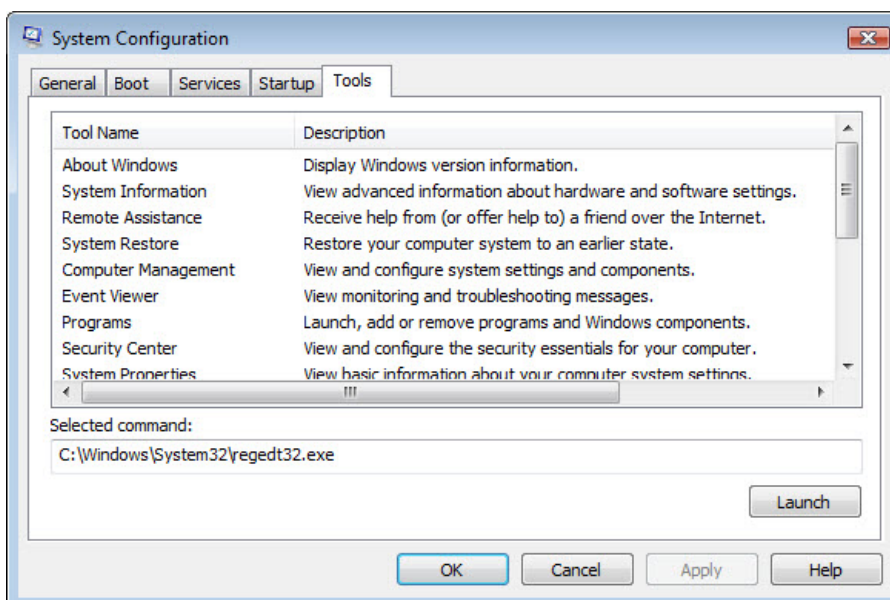 System Configuration
General Boot Services Startup Tools
Tool Name Description
About Windows Display Windows version information.
System Information View advanced information about hardware and software settings.
Remote Assistance Receive help from (or offer help to) a friend over the Internet.
System Restore Restore your computer system to an earlier state.
Computer Management View and configure system settings and components.
Event Viewer View monitoring and troubleshooting messages.
Programs Launch, add or remove programs and Windows components.
Security Center View and configure the security essentials for your computer.
System Properties View basic information about your computer system settings.
Selected command:
C:\Windows\System32\regedt32.exe
Launch
OK Cancel Apply Help